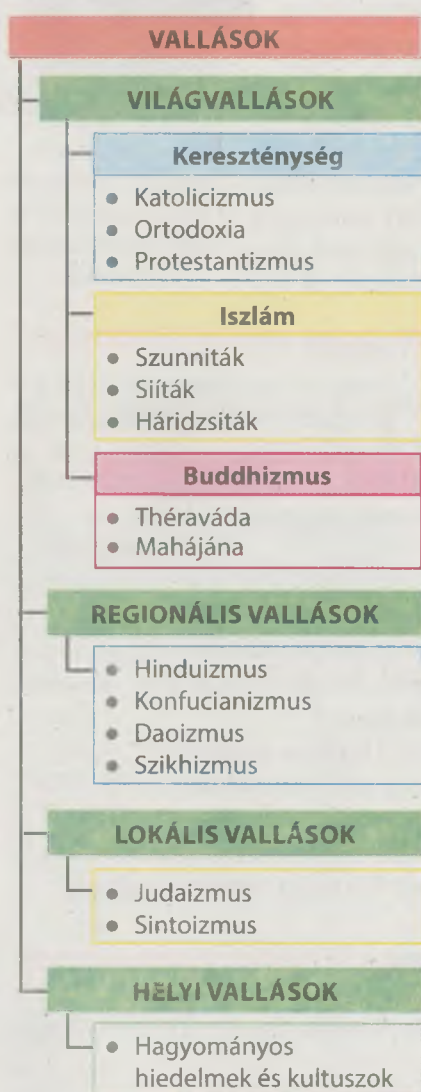 VALLÁSOK
VILÁGVALLÁSOK
Kereszténység
• Katolicizmus
• Ortodoxia
• Protestantizmus
Iszlám
• Szunniták
• Síiták
• Háridzsiták
Buddhizmus
• Théraváda
• Mahájána
REGIONÁLIS VALLÁSOK
• Hinduizmus
• Konfucianizmus
• Daoizmus
• Szikhizmus
LOKÁLIS VALLÁSOK
• Judaizmus
• Sintoizmus
HELYI VALLÁSOK
• Hagyományos
hiedelmek és kultuszok